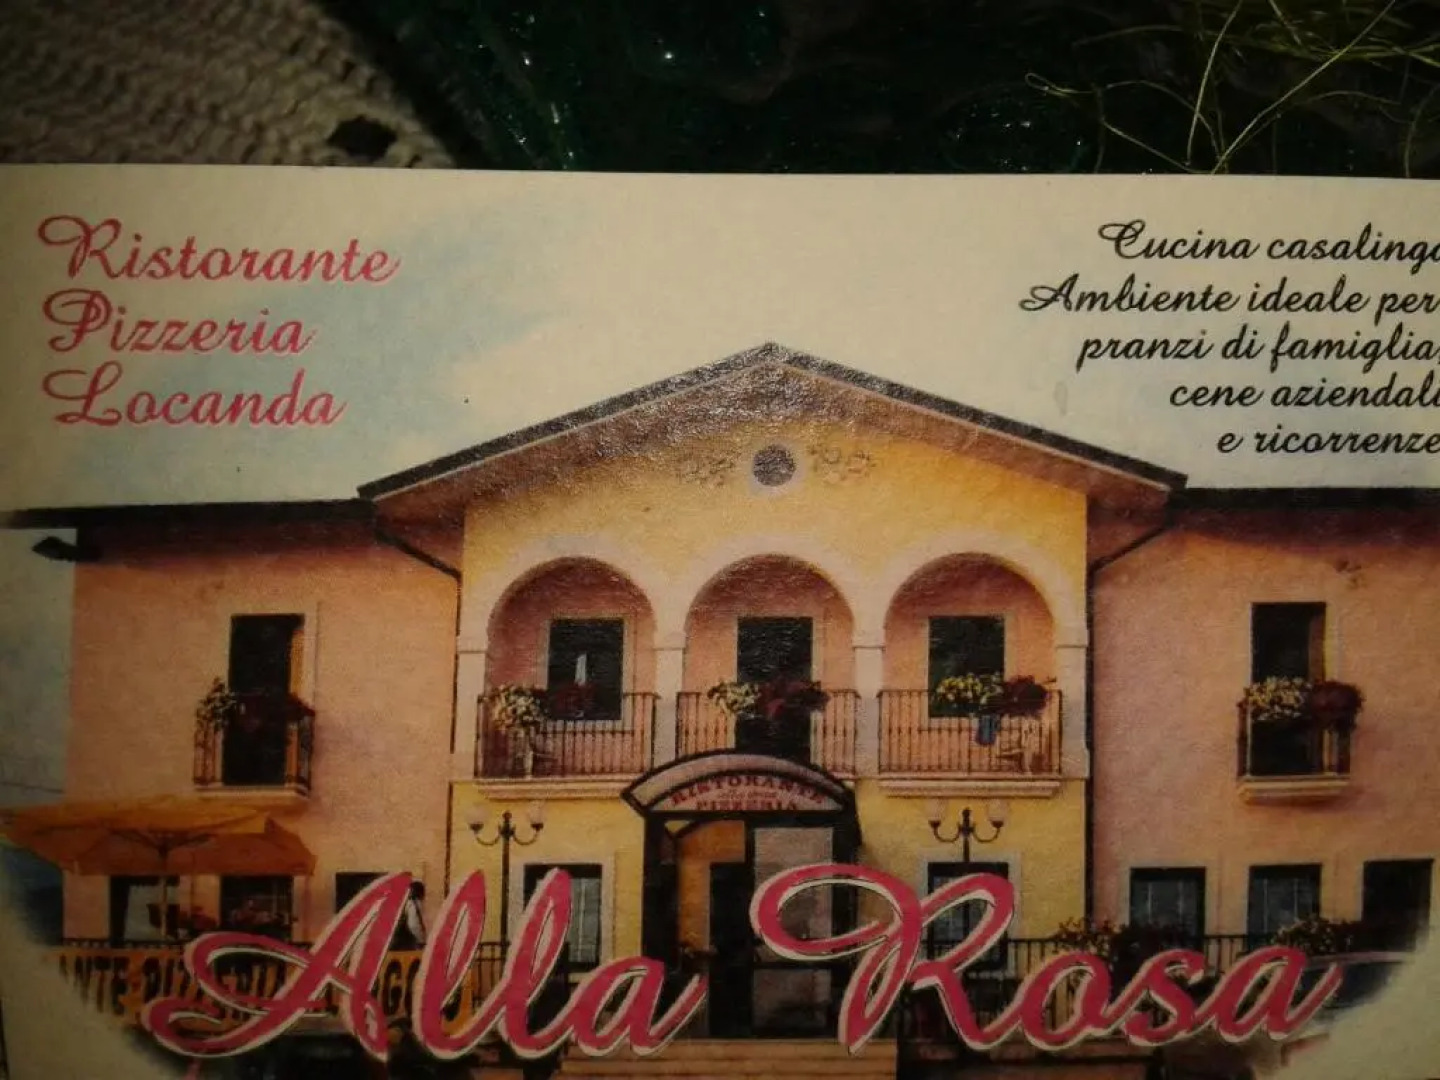 Ristorante
Pizzeria
Locanda
Cucina casalinga
Ambiente ideale per
pranzi di famiglia,
cene aziendali
e ricorrenze
RISTORANTE
PIZZERIA
Alla Rosa